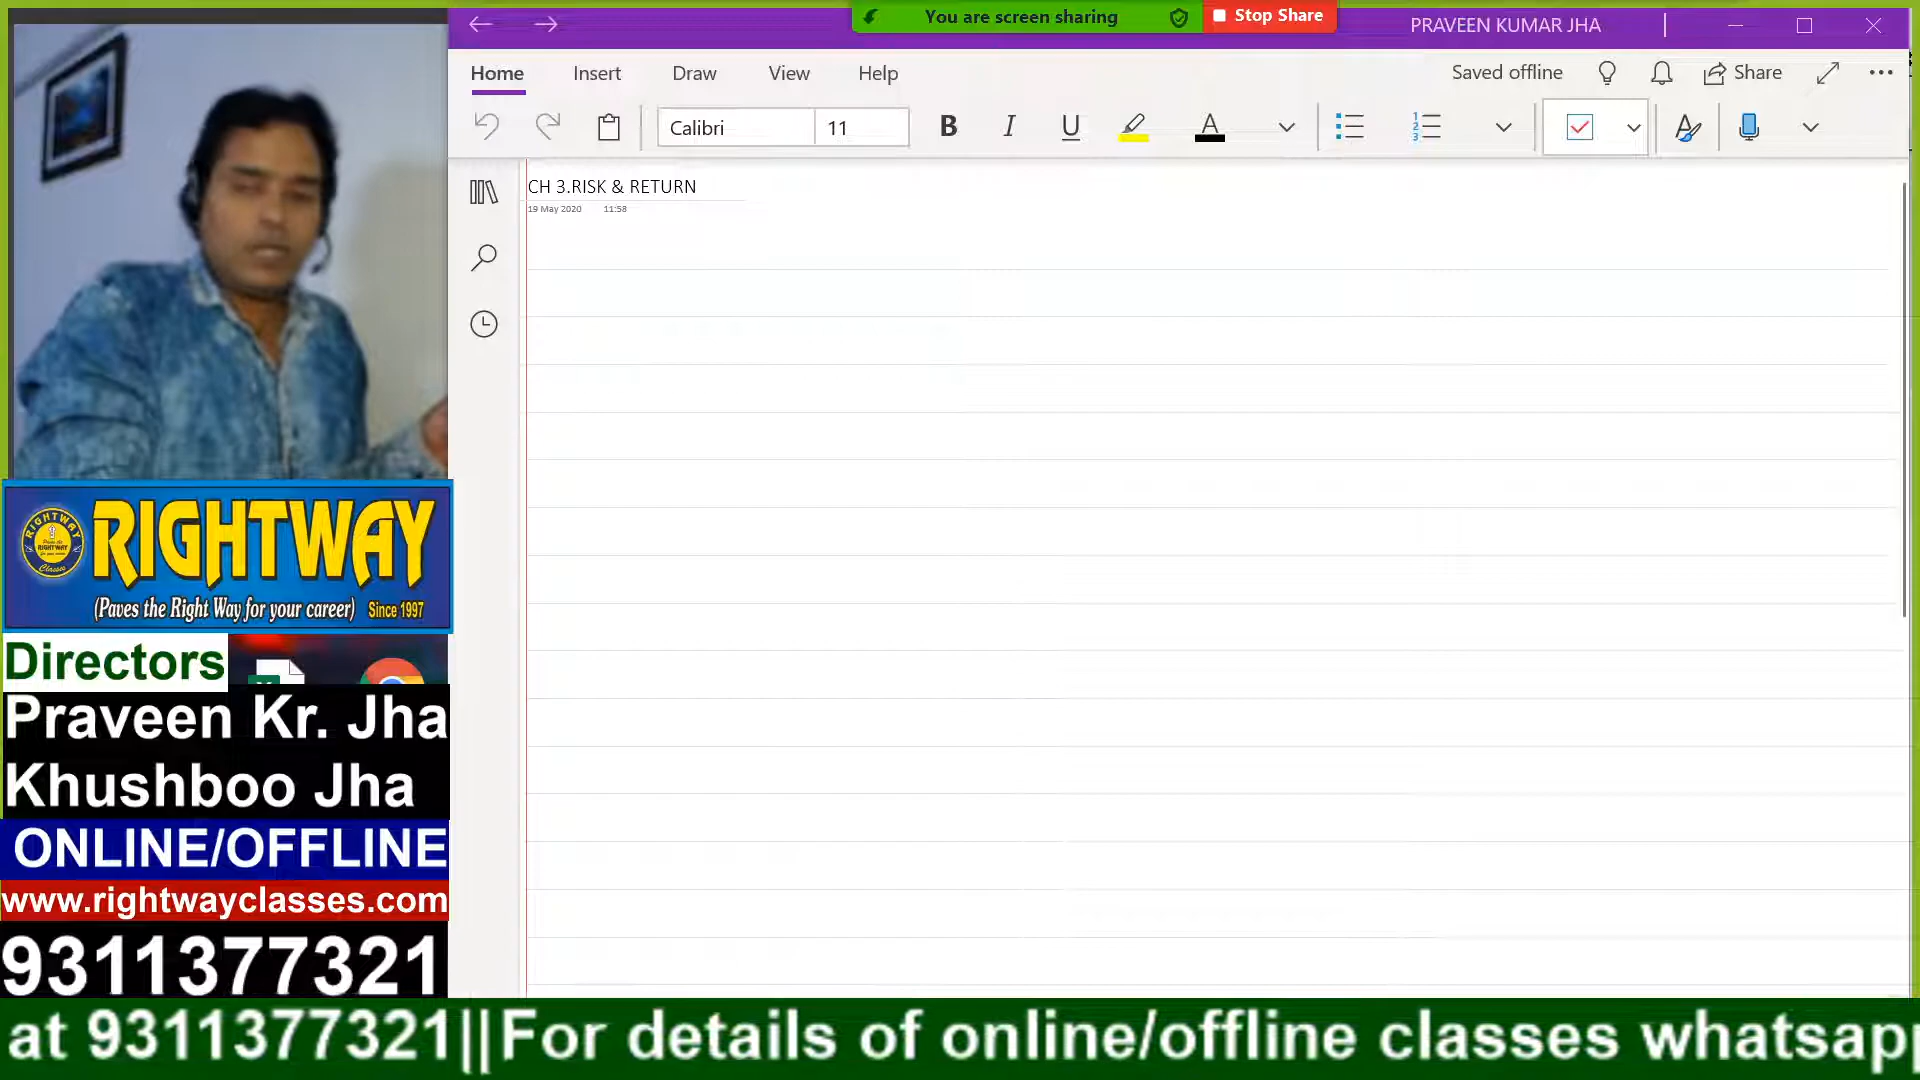 You are screen sharing
Stop Share
PRAVEEN KUMAR JHA
Home Insert Draw View Help
Saved offline
Share
Calibri 11 B I U A
CH 3.RISK & RETURN
19 May 2020 11:58
RIGHTWAY
RIGHTWAY
Classes
(Paves the Right Way for your career) Since 1997
Directors
Praveen Kr. Jha
Khushboo Jha
ONLINE/OFFLINE
www.rightwayclasses.com
9311377321
at 9311377321||For details of online/offline classes whatsapp